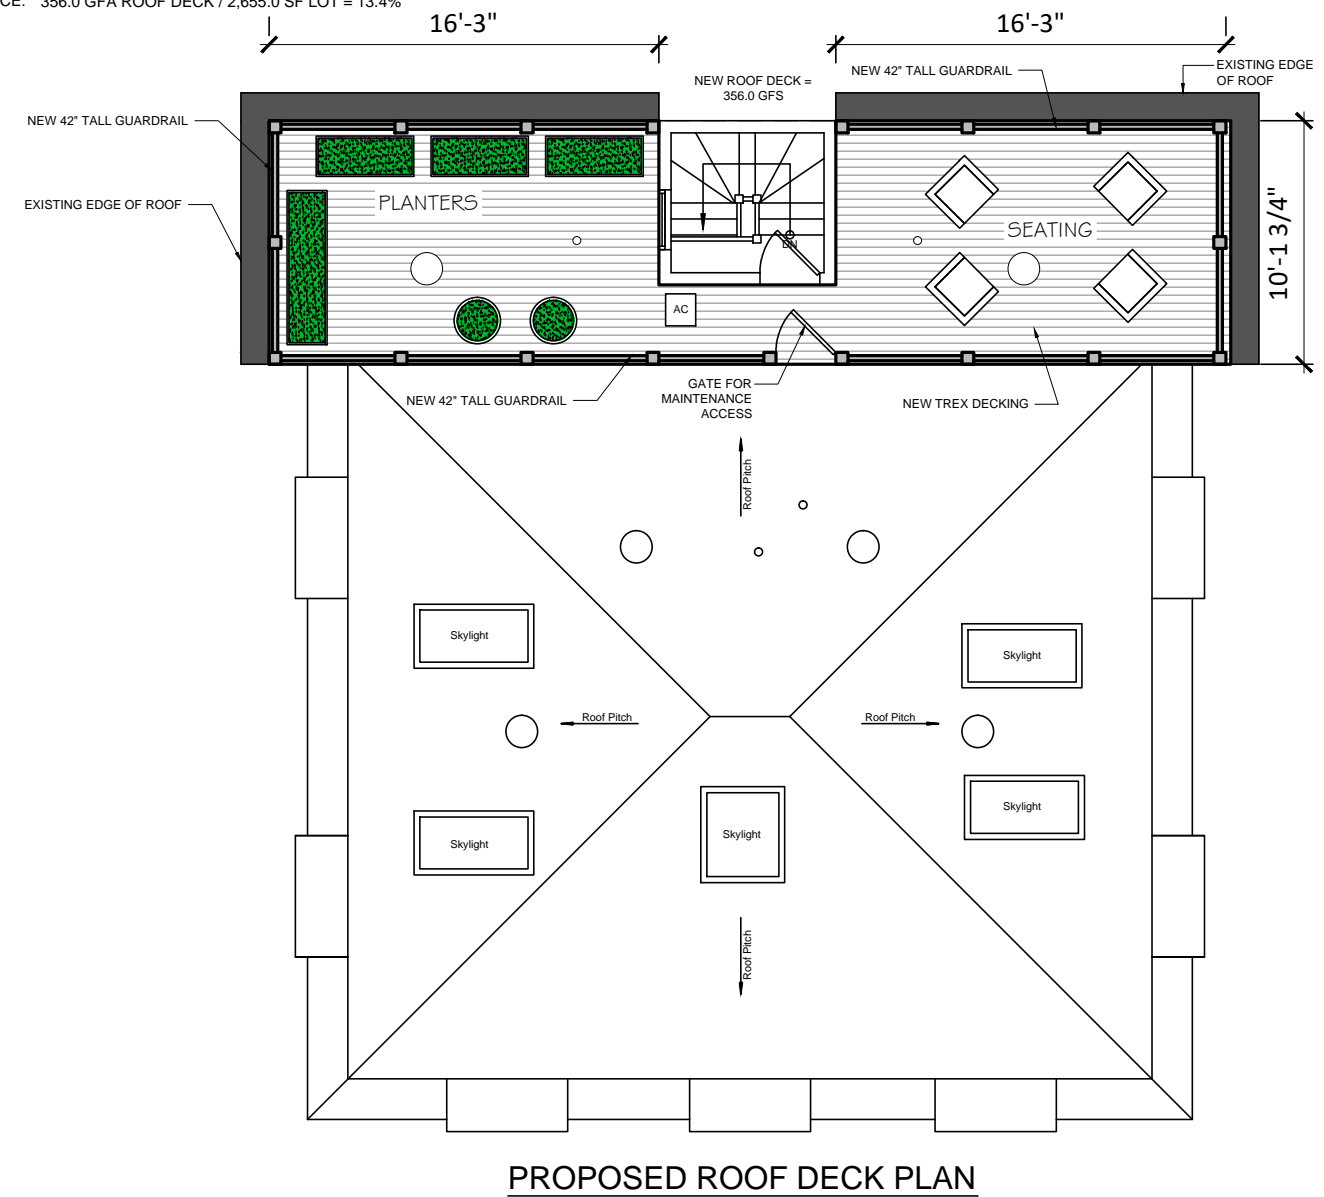 CE: 356.0 GFA ROOF DECK / 2,655.0 SF LOT = 13.4%
16'-3"
16'-3"
NEW ROOF DECK =
356.0 GFS
NEW 42" TALL GUARDRAIL
EXISTING EDGE
OF ROOF
NEW 42" TALL GUARDRAIL
PLANTERS
EXISTING EDGE OF ROOF
SEATING
DN
10'-1 3/4"
AC
GATE FOR
MAINTENANCE
ACCESS
NEW 42" TALL GUARDRAIL
NEW TREX DECKING
Roof Pitch
Skylight
Skylight
Roof Pitch
Roof Pitch
Skylight
Skylight
Skylight
Roof Pitch
PROPOSED ROOF DECK PLAN